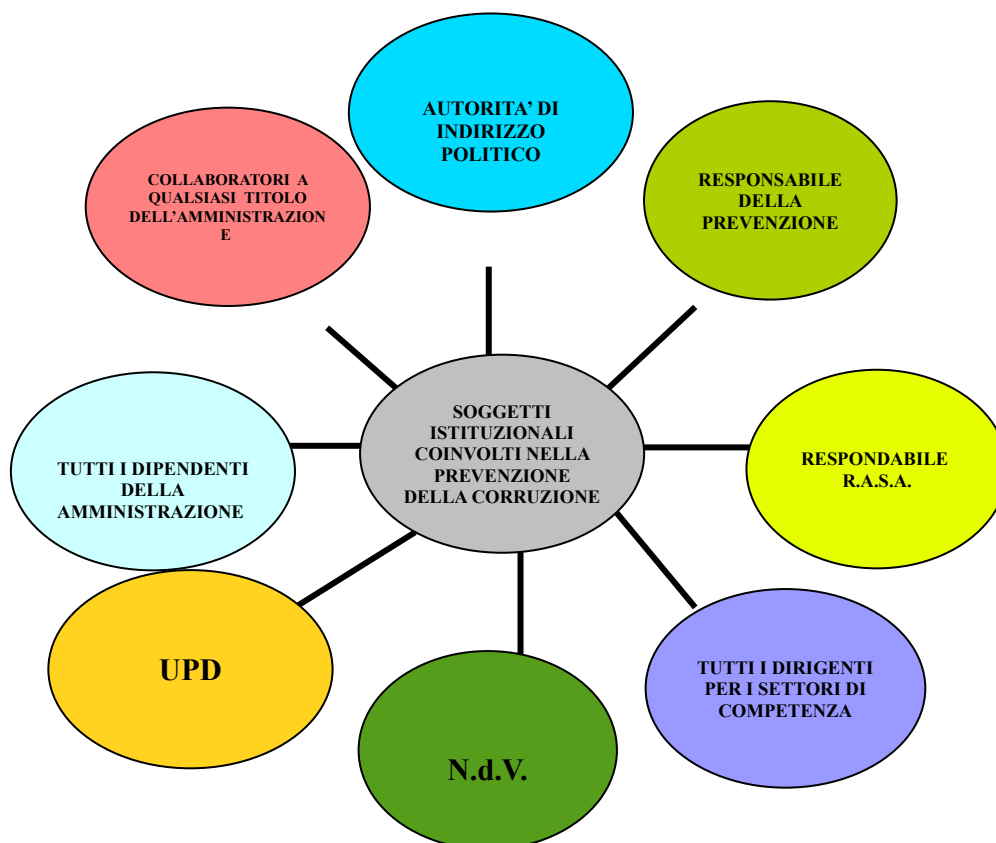 AUTORITA’ DI
INDIRIZZO
POLITICO
COLLABORATORI A
QUALSIASI TITOLO
DELL’AMMINISTRAZION
E
RESPONSABILE
DELLA
PREVENZIONE
SOGGETTI
ISTITUZIONALI
COINVOLTI NELLA
PREVENZIONE
DELLA CORRUZIONE
TUTTI I DIPENDENTI
DELLA
AMMINISTRAZIONE
RESPONDABILE
R.A.S.A.
UPD
N.d.V.
TUTTI I DIRIGENTI
PER I SETTORI DI
COMPETENZA